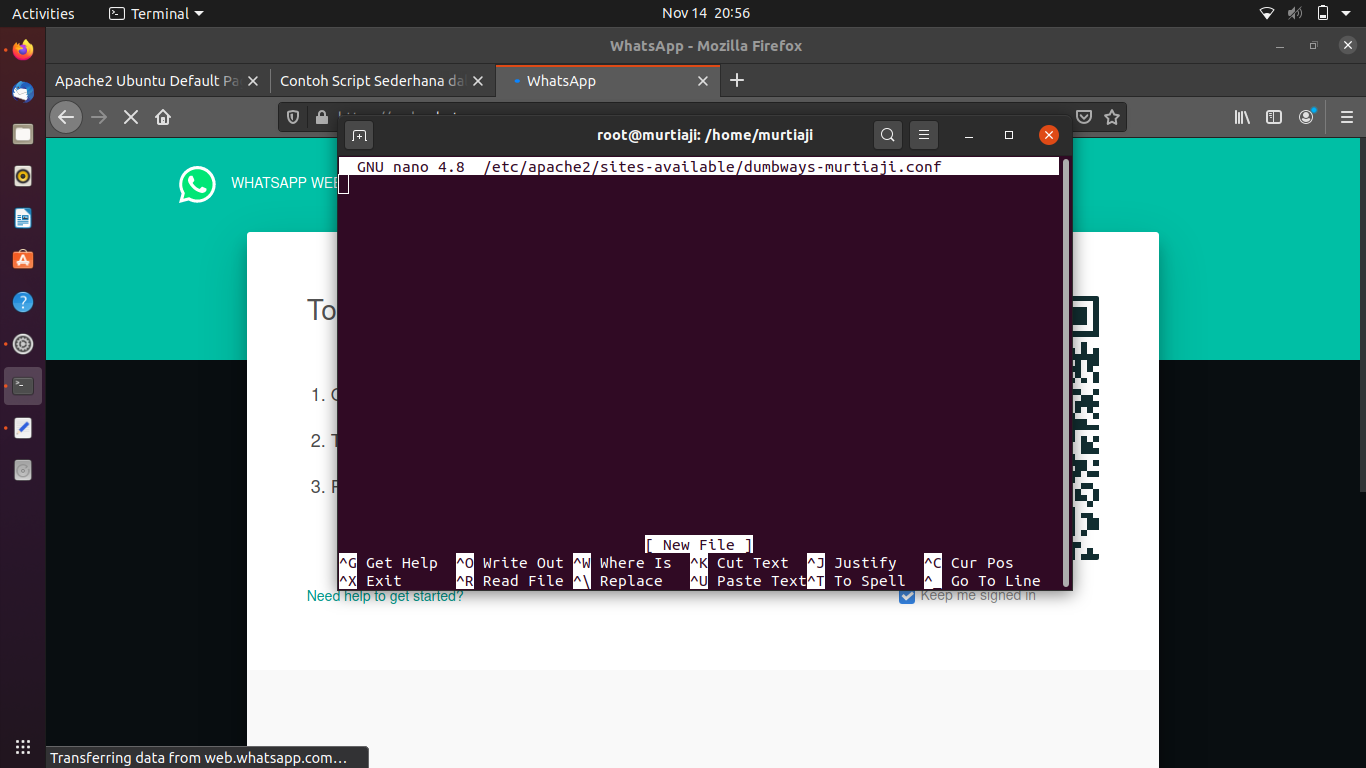 Activities
Terminal
Nov 14 20:56
WhatsApp - Mozilla Firefox
Apache2 Ubuntu Default Pa
Contoh Script Sederhana da
WhatsApp
root@murtiaji: /home/murtiaji
GNU nano 4.8 /etc/apache2/sites-available/dumbways-murtiaji.conf
WHATSAPP WEB
To
1.
2. T
3.
[ New File ]
^G Get Help ^O Write Out ^W Where Is ^K Cut Text ^J Justify ^C Cur Pos
^X Exit ^R Read File ^\ Replace ^U Paste Text ^T To Spell ^_ Go To Line
Need help to get started?
Keep me signed in
Transferring data from web.whatsapp.com…